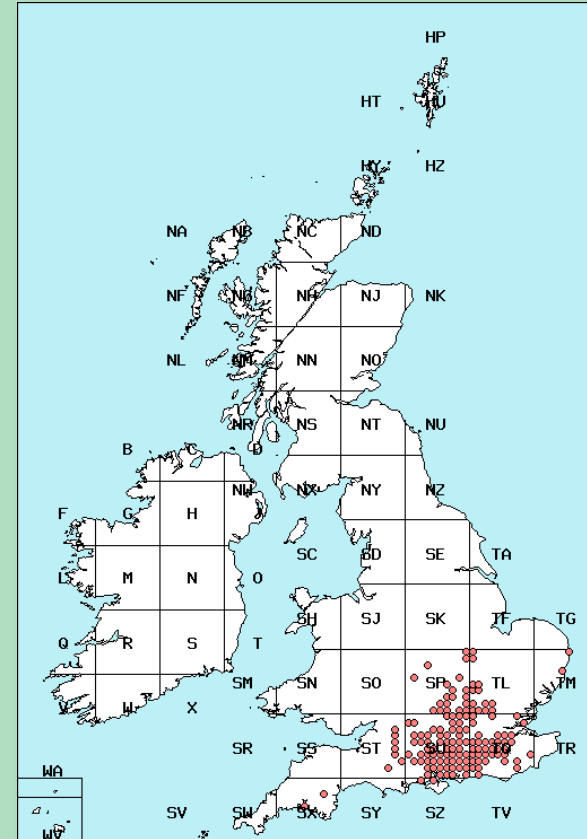 HP
HT HU
HY HZ
NA NB NC ND
NF NG NH NJ NK
NL NM NN NO
NR NS NT NU
B C D
NW NX NY NZ
F G H J
SC SD SE TA
L M N O
SH SJ SK TF TG
Q R S T
SM SN SO SP TL TM
V W X
SR SS ST SU TQ TR
WA
SV SW SX SY SZ TV
WV